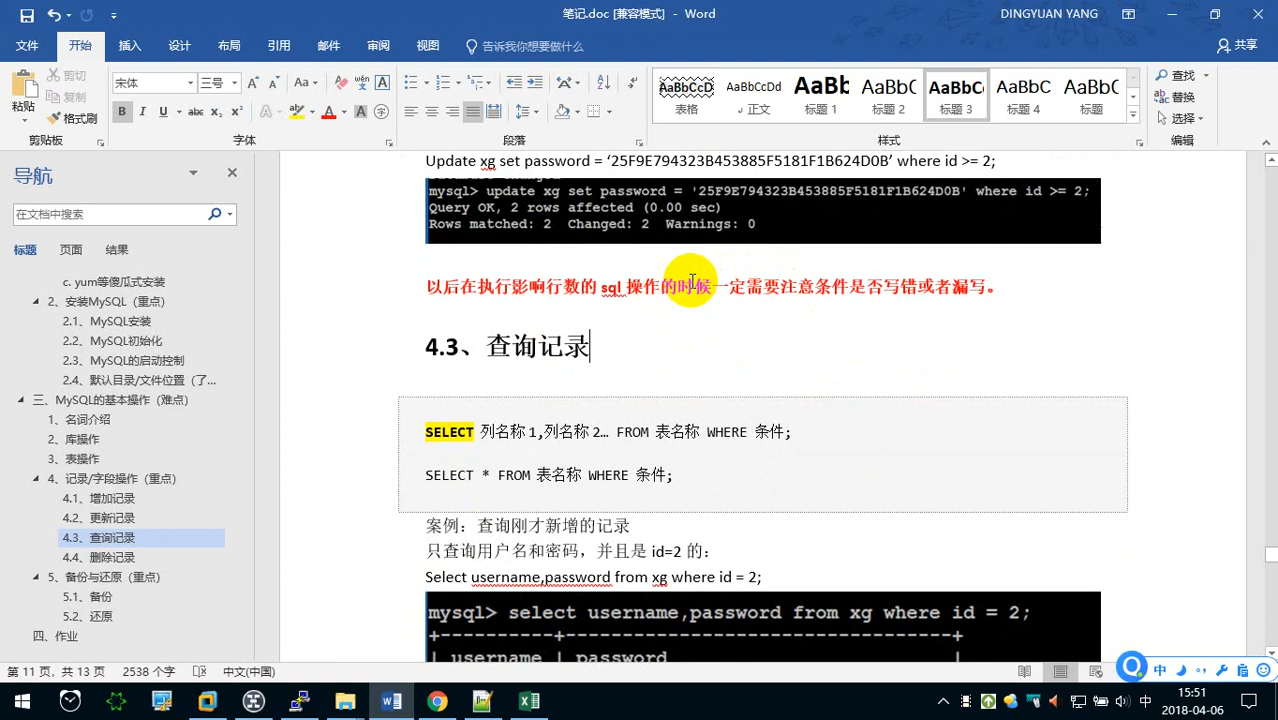 笔记.doc [兼容模式] - Word
DINGYUAN YANG
文件 开始 插入 设计 布局 引用 邮件 审阅 视图 告诉我你想要做什么 共享
粘贴 剪切 复制 格式刷
宋体 三号
AaBbCcD 表格
AaBbCcDd 正文
AaBb 标题 1
AaBbC 标题 2
AaBbC 标题 3
AaBbC 标题 4
AaBbC 标题
查找
替换
选择
剪贴板 字体 段落 样式 编辑
导航
在文档中搜索
标题 页面 结果
c. yum等傻瓜式安装
2、安装MySQL（重点）
2.1、MySQL安装
2.2、MySQL初始化
2.3、MySQL的启动控制
2.4、默认目录/文件位置（了...
三、MySQL的基本操作（难点）
1、名词介绍
2、库操作
3、表操作
4、记录/字段操作（重点）
4.1、增加记录
4.2、更新记录
4.3、查询记录
4.4、删除记录
5、备份与还原（重点）
5.1、备份
5.2、还原
四、作业
Update xg set password = ‘25F9E794323B453885F5181F1B624D0B’ where id >= 2;
mysql> update xg set password = '25F9E794323B453885F5181F1B624D0B' where id >= 2;
Query OK, 2 rows affected (0.00 sec)
Rows matched: 2  Changed: 2  Warnings: 0
以后在执行影响行数的 sql 操作的时候一定需要注意条件是否写错或者漏写。
4.3、查询记录
SELECT 列名称 1,列名称 2… FROM 表名称 WHERE 条件;
SELECT * FROM 表名称 WHERE 条件;
案例：查询刚才新增的记录
只查询用户名和密码，并且是 id=2 的：
Select username,password from xg where id = 2;
mysql> select username,password from xg where id = 2;
+----------+----------------------------------+
| username | password                         |
第 11 页，共 13 页 2538 个字 中文(中国)
中
中 15:51
2018-04-06